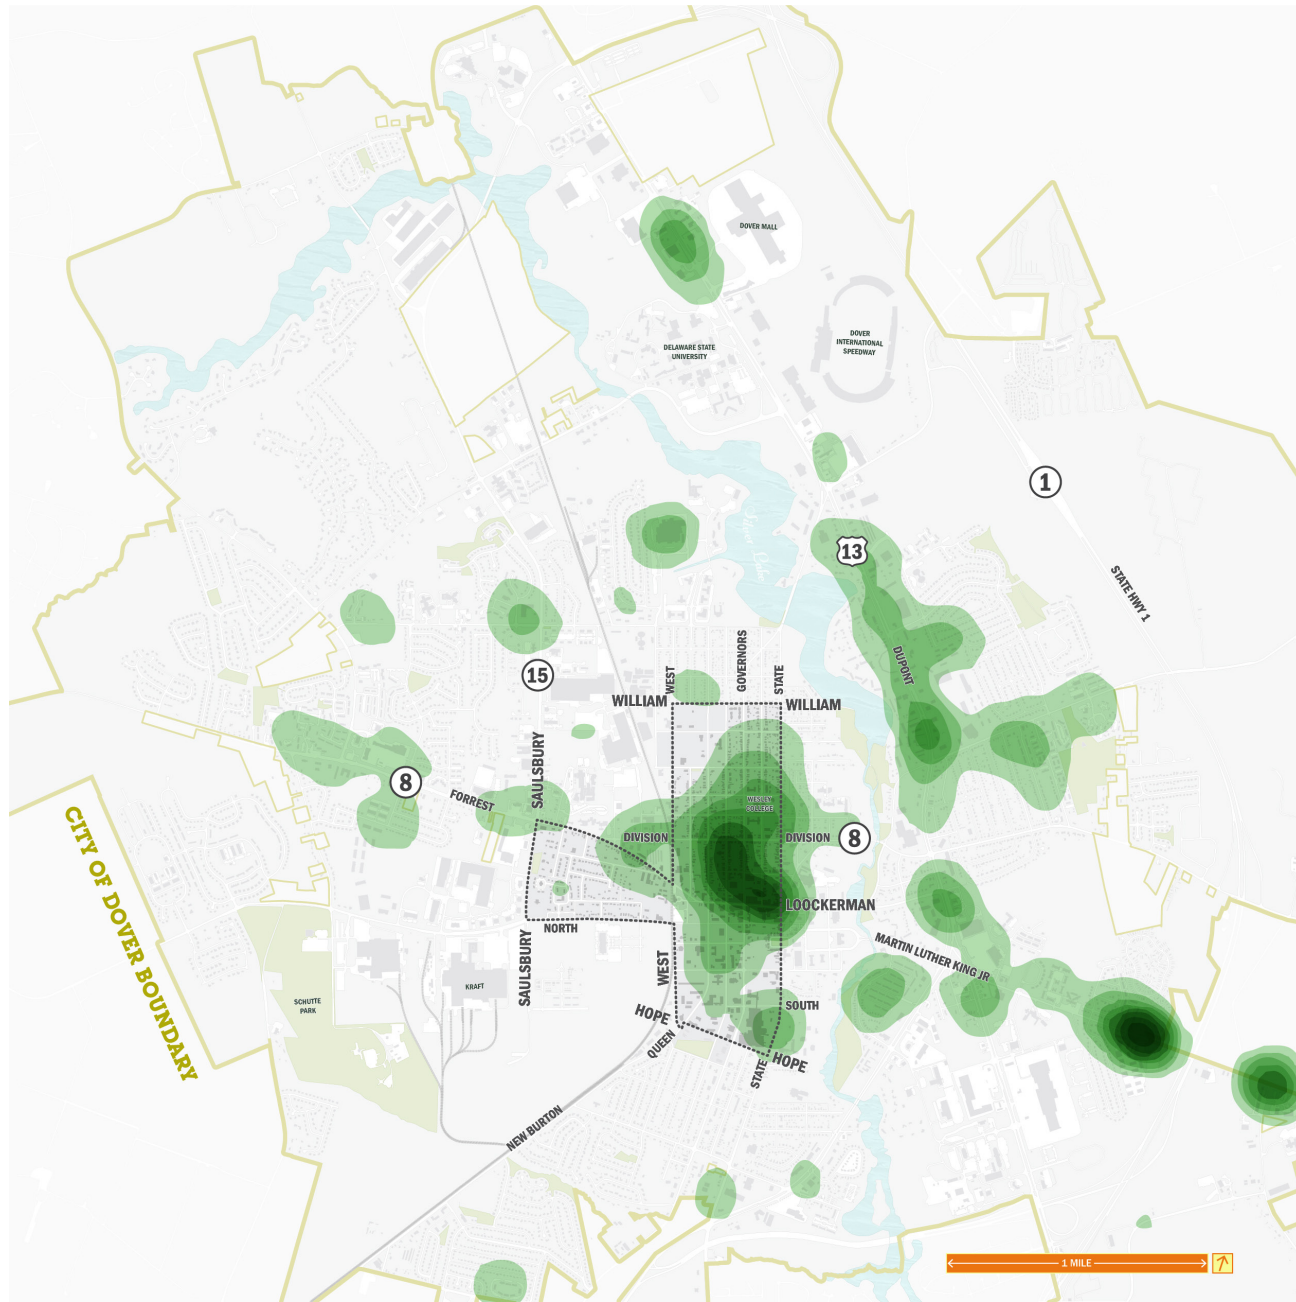 DOVER MALL
DOVER
INTERNATIONAL
SPEEDWAY
DELAWARE STATE
UNIVERSITY
1
Silver Lake
13
STATE HWY 1
DUPONT
15
WEST
GOVERNORS
STATE
WILLIAM
WILLIAM
SAULSBURY
8
FORREST
WESLEY
COLLEGE
DIVISION
DIVISION
8
CITY OF DOVER BOUNDARY
LOOCKERMAN
NORTH
MARTIN LUTHER KING JR
SAULSBURY
WEST
KRAFT
SCHUTTE
PARK
SOUTH
HOPE
QUEEN
HOPE
STATE
NEW BURTON
1 MILE